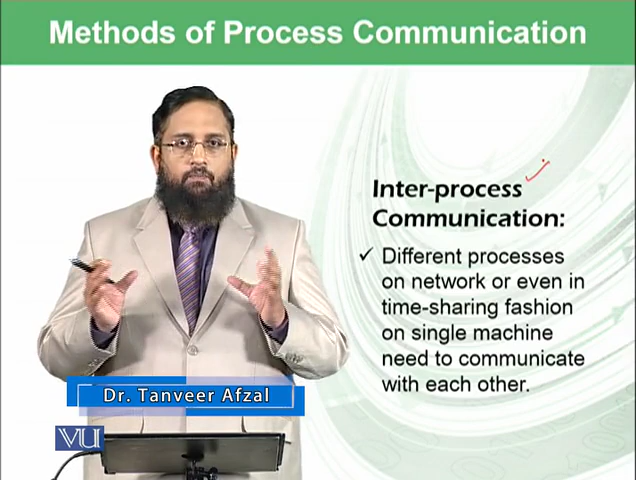 Methods of Process Communication
Inter-process
Communication:
✓ Different processes
on network or even in
time-sharing fashion
on single machine
need to communicate
with each other.
Dr. Tanveer Afzal
VU